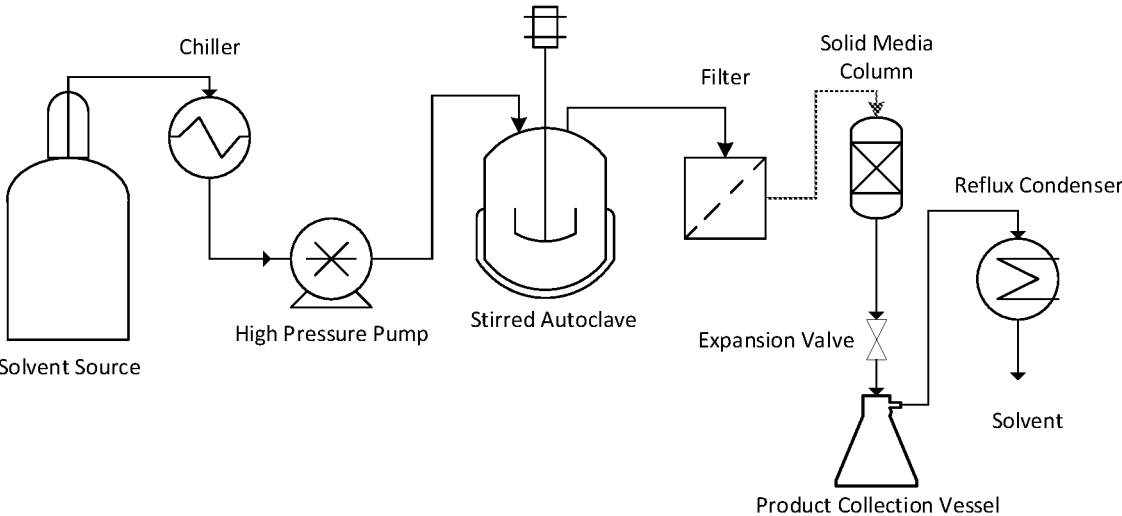 Chiller
Solid Media
Column
Filter
Reflux Condenser
High Pressure Pump
Stirred Autoclave
Expansion Valve
Solvent Source
Solvent
Product Collection Vessel